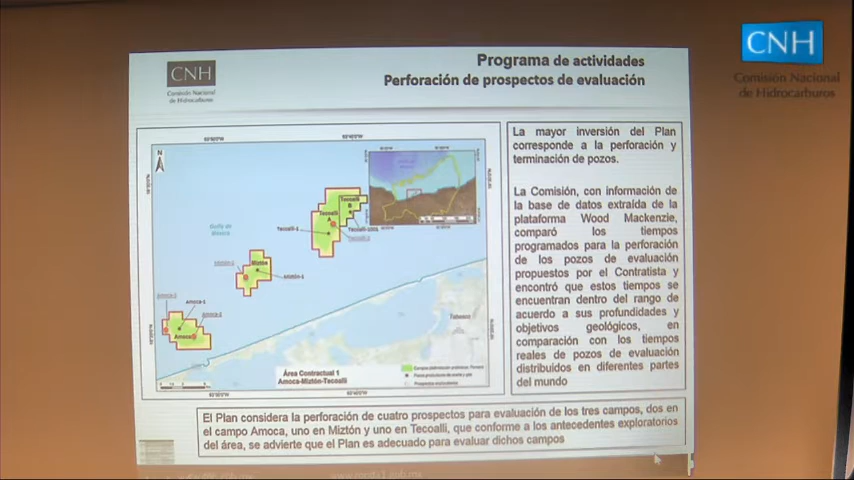 CNH
Comisión Nacional
de Hidrocarburos
CNH
Comisión Nacional
de Hidrocarburos
Programa de actividades
Perforación de prospectos de evaluación
N
Tecoalli
B
Tecoalli
A
Tecoalli-1
Miztón
Miztón-1
Amoca-1
Amoca
Tabasco
Área Contractual 1
Amoca-Miztón-Tecoalli
La mayor inversión del Plan
corresponde a la perforación y
terminación de pozos.
La Comisión, con información de
la base de datos extraída de la
plataforma Wood Mackenzie,
comparó los tiempos
programados para la perforación
de los pozos de evaluación
propuestos por el Contratista y
encontró que estos tiempos se
encuentran dentro del rango de
acuerdo a sus profundidades y
objetivos geológicos, en
comparación con los tiempos
reales de pozos de evaluación
distribuidos en diferentes partes
del mundo
El Plan considera la perforación de cuatro prospectos para evaluación de los tres campos, dos en
el campo Amoca, uno en Miztón y uno en Tecoalli, que conforme a los antecedentes exploratorios
del área, se advierte que el Plan es adecuado para evaluar dichos campos